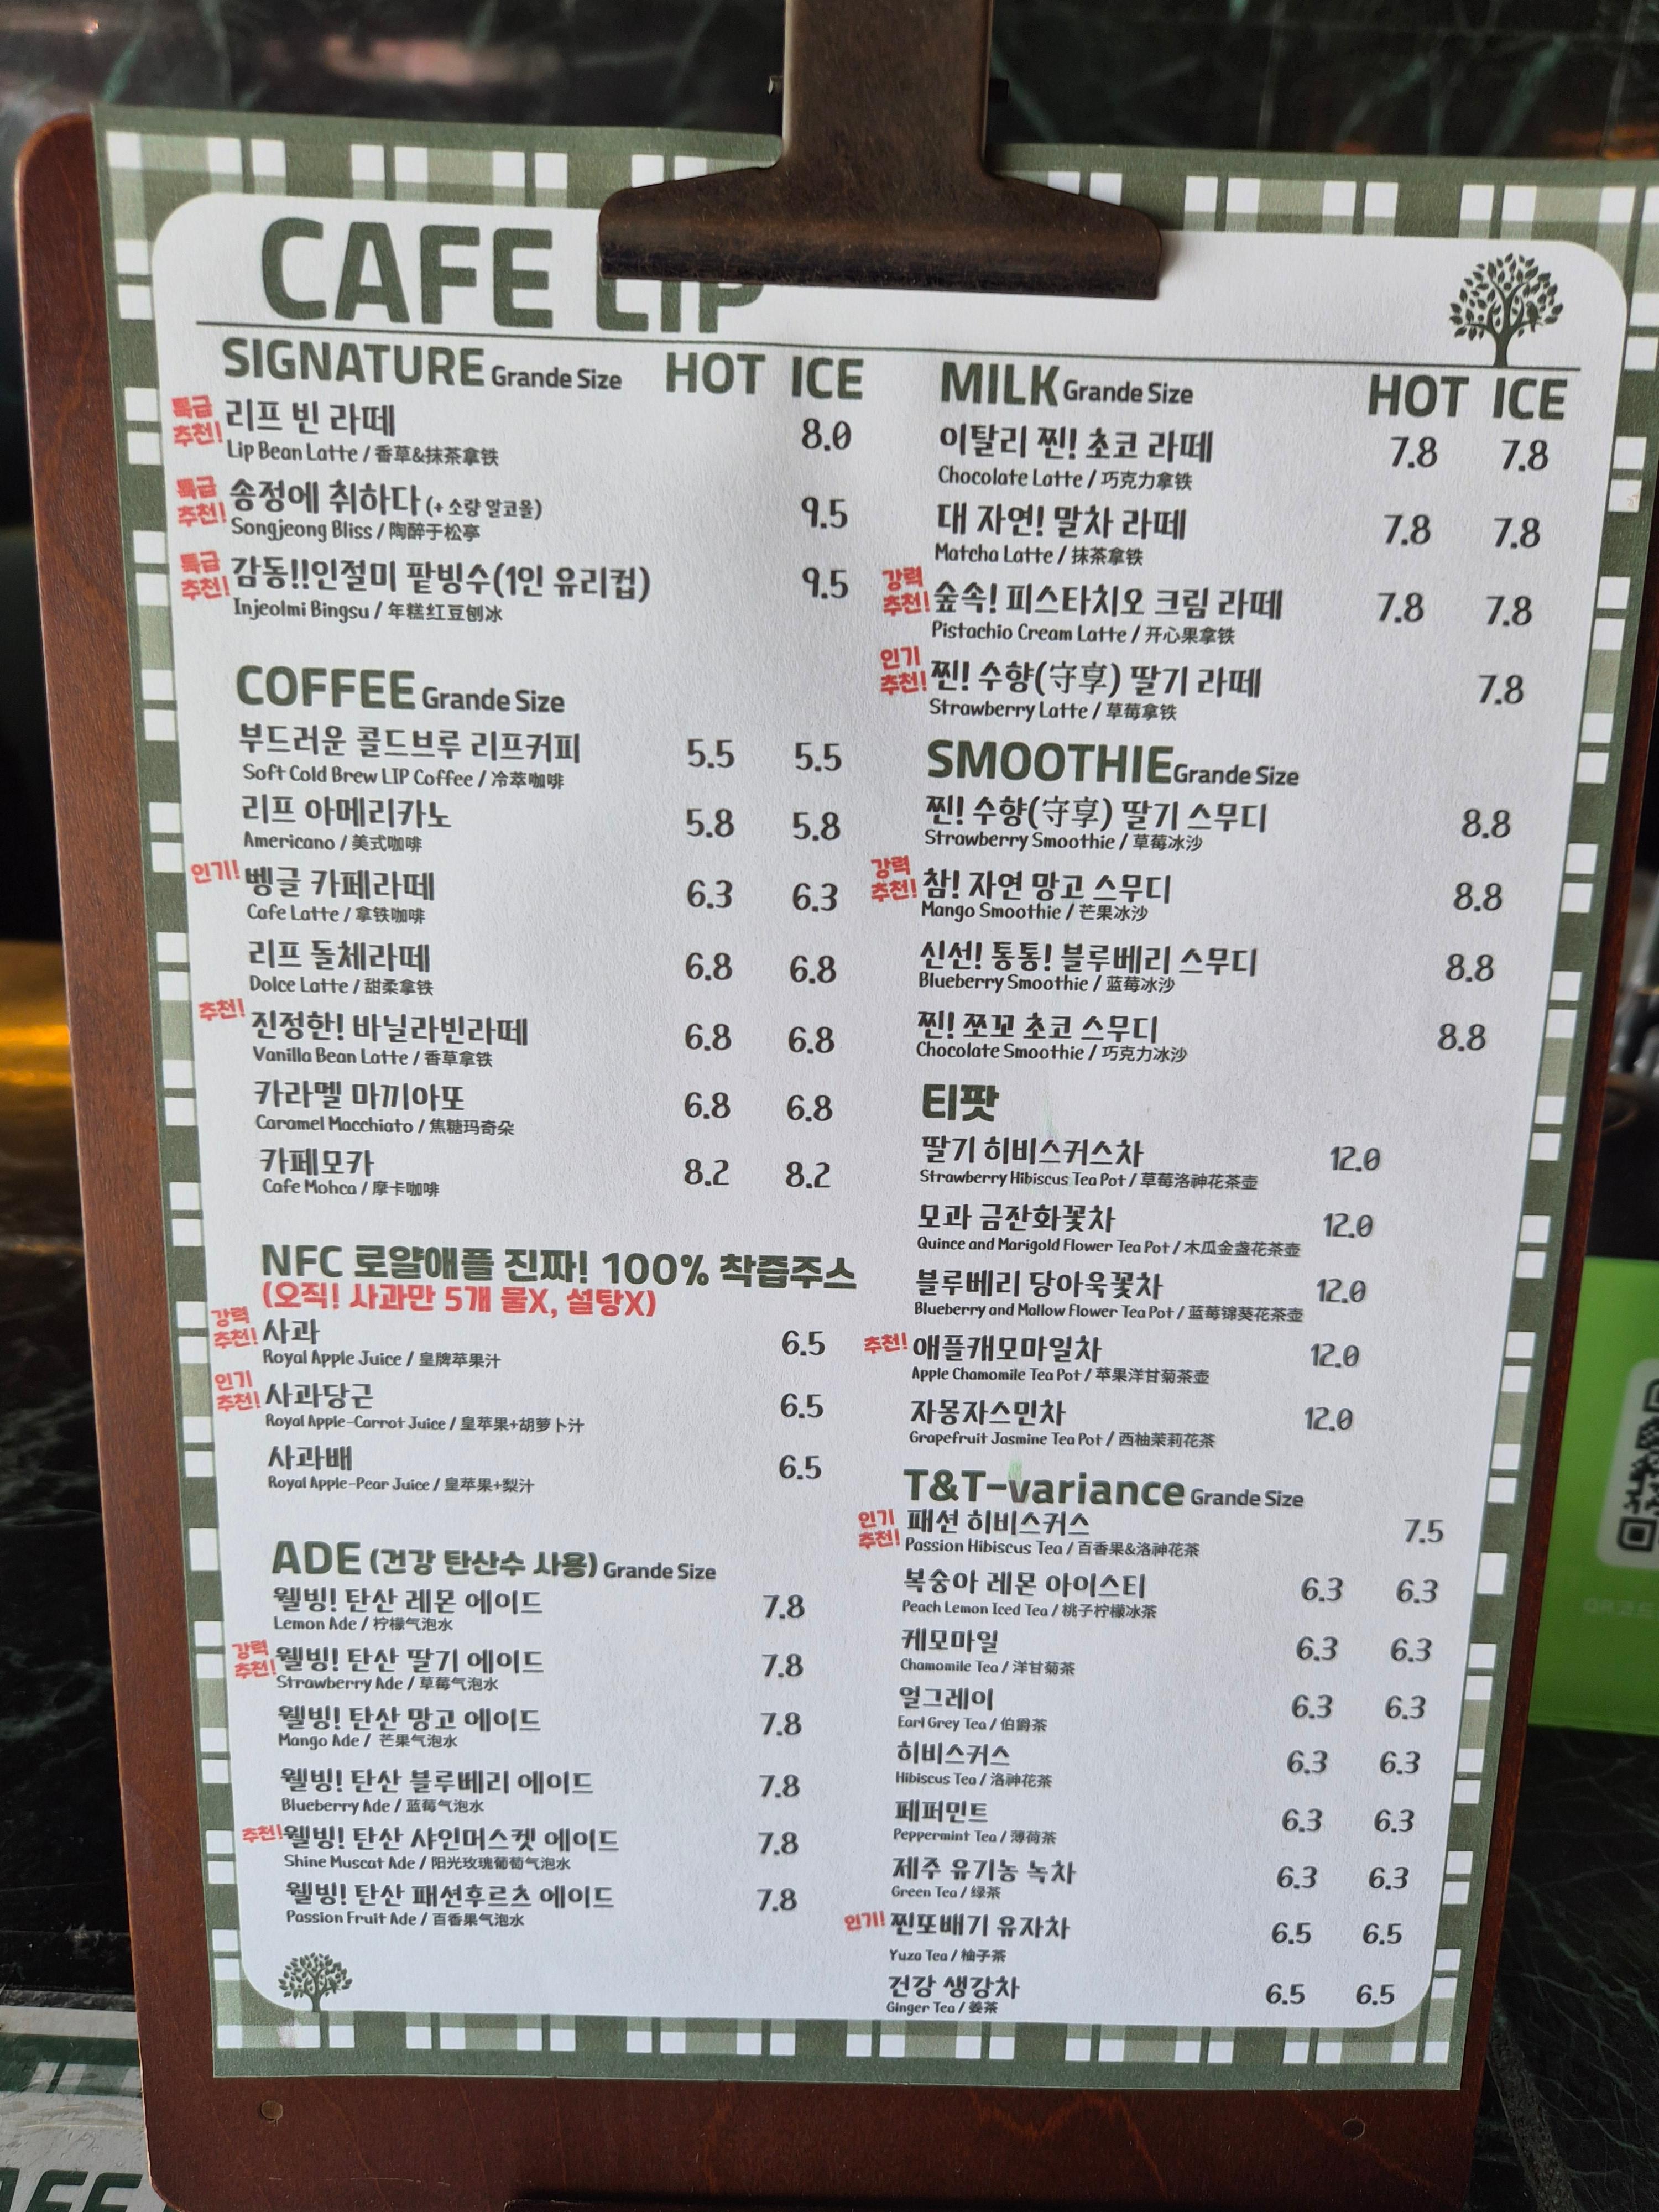 CAFE LIP
SIGNATURE Grande Size HOT ICE
특급 추천! 리프 빈 라떼 8.0
Lip Bean Latte / 香草&抹茶拿铁
특급 추천! 송정에 취하다 (+ 소량 알코올) 9.5
Songjeong Bliss / 陶醉于松亭
특급 추천! 감동!!인절미 팥빙수(1인 유리컵) 9.5
Injeolmi Bingsu / 年糕红豆刨冰
COFFEE Grande Size
부드러운 콜드브루 리프커피 5.5 5.5
Soft Cold Brew LIP Coffee / 冷萃咖啡
리프 아메리카노 5.8 5.8
Americano / 美式咖啡
인기!벵글 카페라떼 6.3 6.3
Cafe Latte / 拿铁咖啡
리프 돌체라떼 6.8 6.8
Dolce Latte / 甜柔拿铁
추천! 진정한! 바닐라빈라떼 6.8 6.8
Vanilla Bean Latte / 香草拿铁
카라멜 마끼아또 6.8 6.8
Caramel Macchiato / 焦糖玛奇朵
카페모카 8.2 8.2
Cafe Mohca / 摩卡咖啡
NFC 로얄애플 진짜! 100% 착즙주스
(오직! 사과만 5개 물X, 설탕X)
강력 추천! 사과 6.5
Royal Apple Juice / 皇牌苹果汁
인기 추천! 사과당근 6.5
Royal Apple-Carrot Juice / 皇苹果+胡萝卜汁
사과배 6.5
Royal Apple-Pear Juice / 皇苹果+梨汁
ADE (건강 탄산수 사용) Grande Size
웰빙! 탄산 레몬 에이드 7.8
Lemon Ade / 柠檬气泡水
강력 추천! 웰빙! 탄산 딸기 에이드 7.8
Strawberry Ade / 草莓气泡水
웰빙! 탄산 망고 에이드 7.8
Mango Ade / 芒果气泡水
웰빙! 탄산 블루베리 에이드 7.8
Blueberry Ade / 蓝莓气泡水
추천! 웰빙! 탄산 샤인머스켓 에이드 7.8
Shine Muscat Ade / 阳光玫瑰葡萄气泡水
웰빙! 탄산 패션후르츠 에이드 7.8
Passion Fruit Ade / 百香果气泡水
MILK Grande Size HOT ICE
이탈리 찐! 초코 라떼 7.8 7.8
Chocolate Latte / 巧克力拿铁
대 자연! 말차 라떼 7.8 7.8
Matcha Latte / 抹茶拿铁
강력 추천! 숲속! 피스타치오 크림 라떼 7.8 7.8
Pistachio Cream Latte / 开心果拿铁
인기 추천! 찐! 수향(守享) 딸기 라떼 7.8
Strawberry Latte / 草莓拿铁
SMOOTHIE Grande Size
찐! 수향(守享) 딸기 스무디 8.8
Strawberry Smoothie / 草莓冰沙
강력 추천! 참! 자연 망고 스무디 8.8
Mango Smoothie / 芒果冰沙
신선! 통통! 블루베리 스무디 8.8
Blueberry Smoothie / 蓝莓冰沙
찐! 쪼꼬 초코 스무디 8.8
Chocolate Smoothie / 巧克力冰沙
티팟
딸기 히비스커스차 12.0
Strawberry Hibiscus Tea Pot / 草莓洛神花茶壶
모과 금잔화꽃차 12.0
Quince and Marigold Flower Tea Pot / 木瓜金盏花茶壶
블루베리 당아욱꽃차 12.0
Blueberry and Mallow Flower Tea Pot / 蓝莓锦葵花茶壶
추천! 애플캐모마일차 12.0
Apple Chamomile Tea Pot / 苹果洋甘菊茶壶
자몽자스민차 12.0
Grapefruit Jasmine Tea Pot / 西柚茉莉花茶
T&T-variance Grande Size
인기 추천! 패션 히비스커스 7.5
Passion Hibiscus Tea / 百香果&洛神花茶
복숭아 레몬 아이스티 6.3 6.3
Peach Lemon Iced Tea / 桃子柠檬冰茶
케모마일 6.3 6.3
Chamomile Tea / 洋甘菊茶
얼그레이 6.3 6.3
Earl Grey Tea / 伯爵茶
히비스커스 6.3 6.3
Hibiscus Tea / 洛神花茶
페퍼민트 6.3 6.3
Peppermint Tea / 薄荷茶
제주 유기농 녹차 6.3 6.3
Green Tea / 绿茶
인기! 찐또배기 유자차 6.5 6.5
Yuza Tea / 柚子茶
건강 생강차 6.5 6.5
Ginger Tea / 姜茶